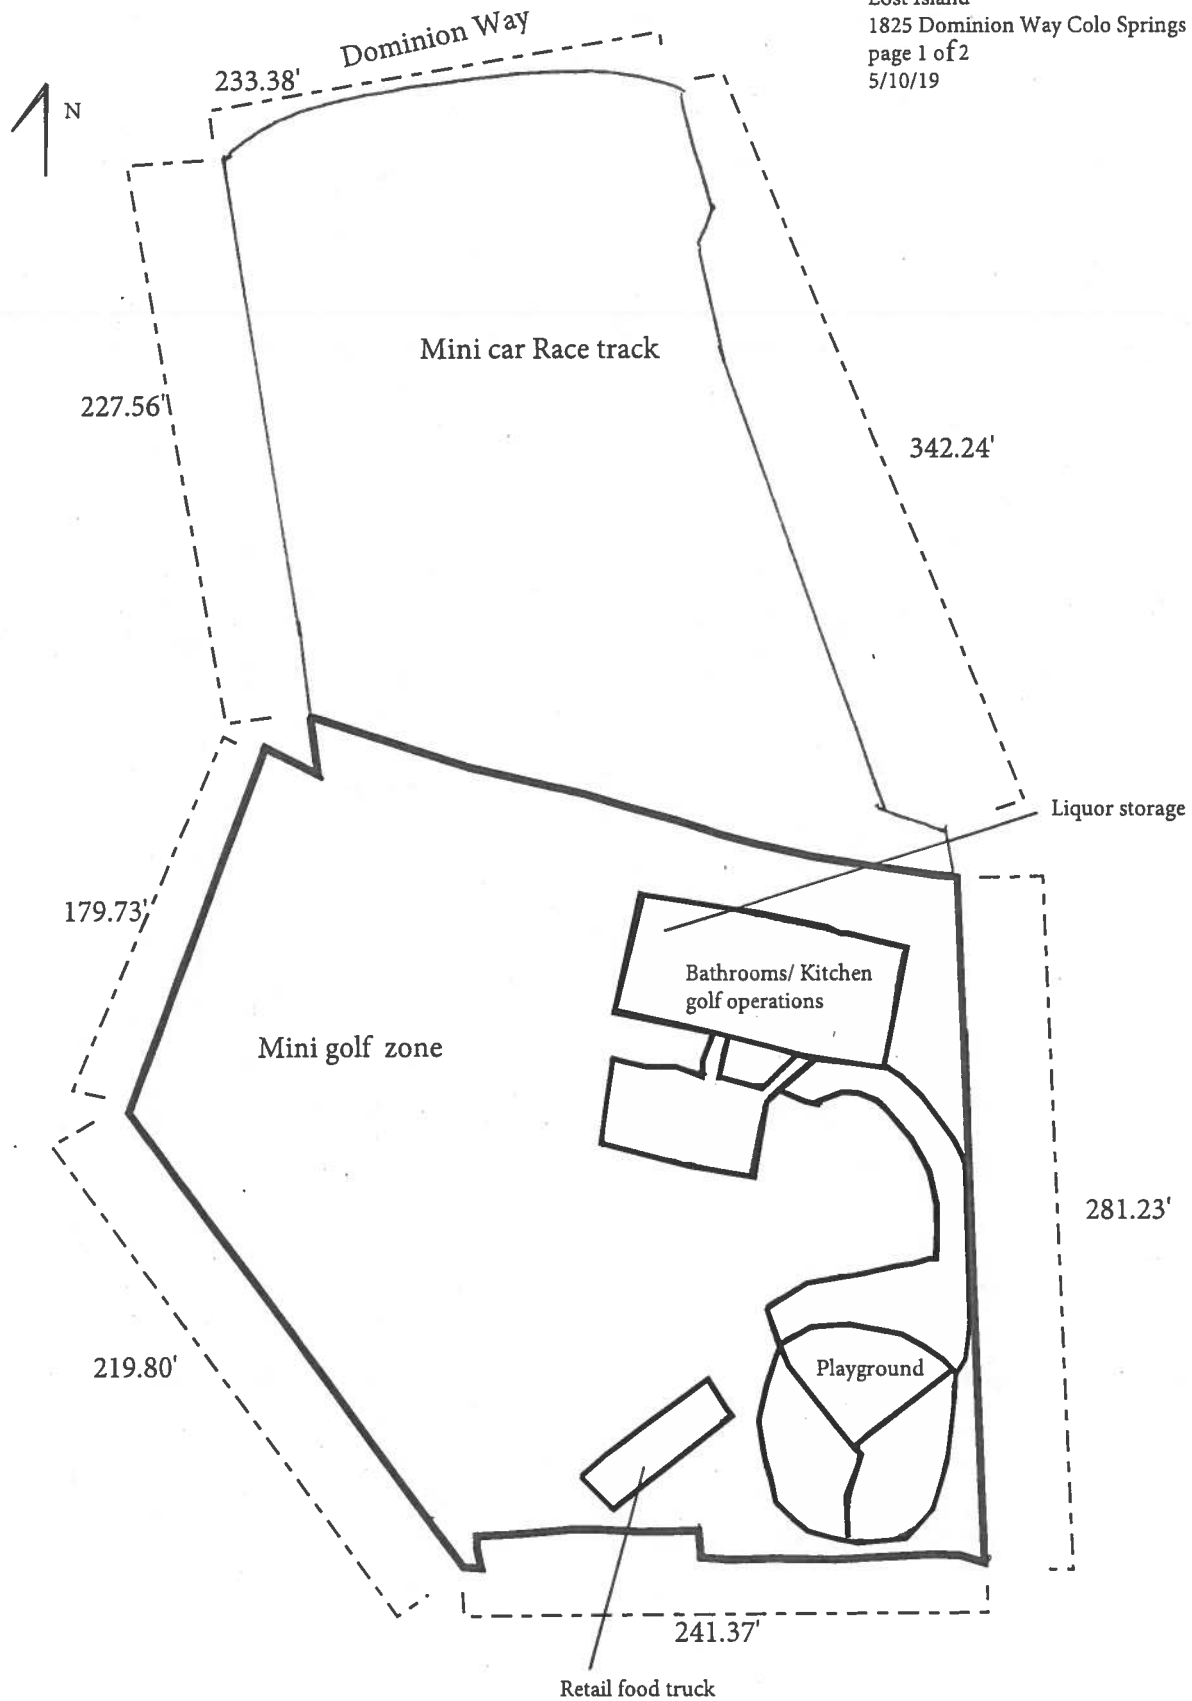 Lost Island
1825 Dominion Way Colo Springs
page 1 of 2
5/10/19
Dominion Way
233.38'
N
Mini car Race track
227.56'
342.24'
Liquor storage
179.73'
Bathrooms/ Kitchen
golf operations
Mini golf zone
281.23'
219.80'
Playground
241.37'
Retail food truck